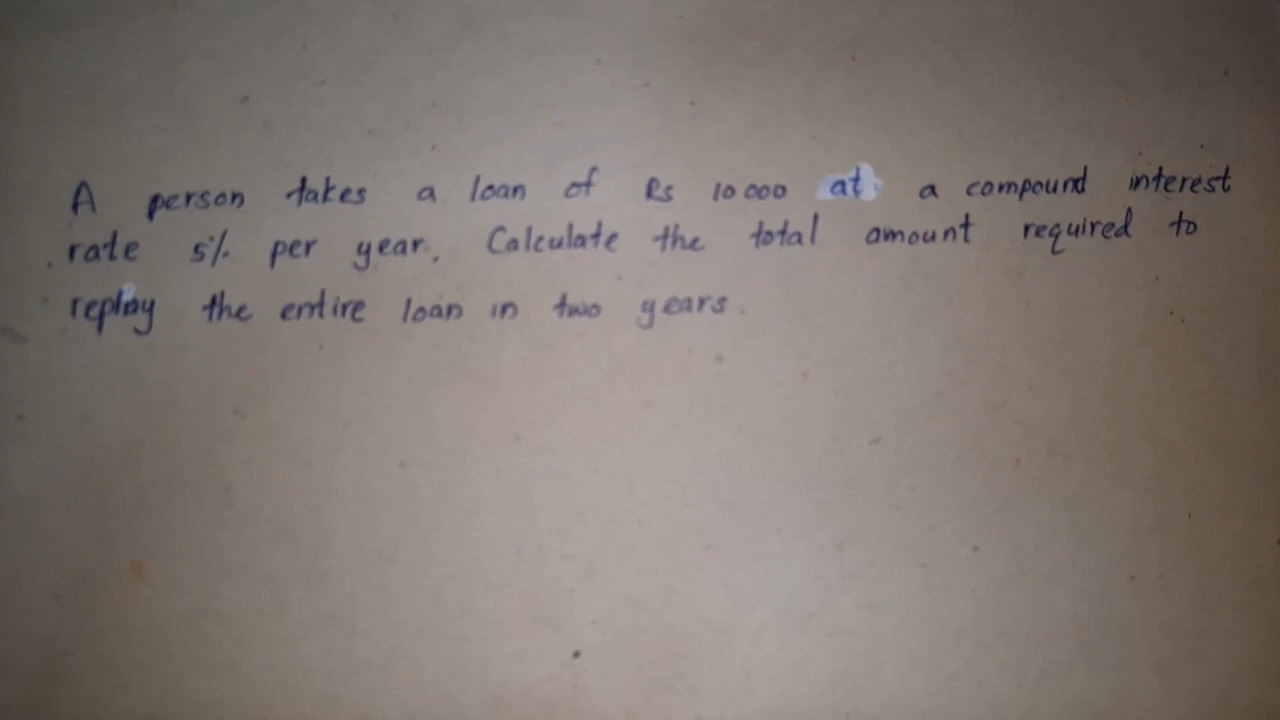 A person takes a loan of Rs 10 000 at a compound interest
rate 5% per year. Calculate the total amount required to
replay the entire loan in two years.